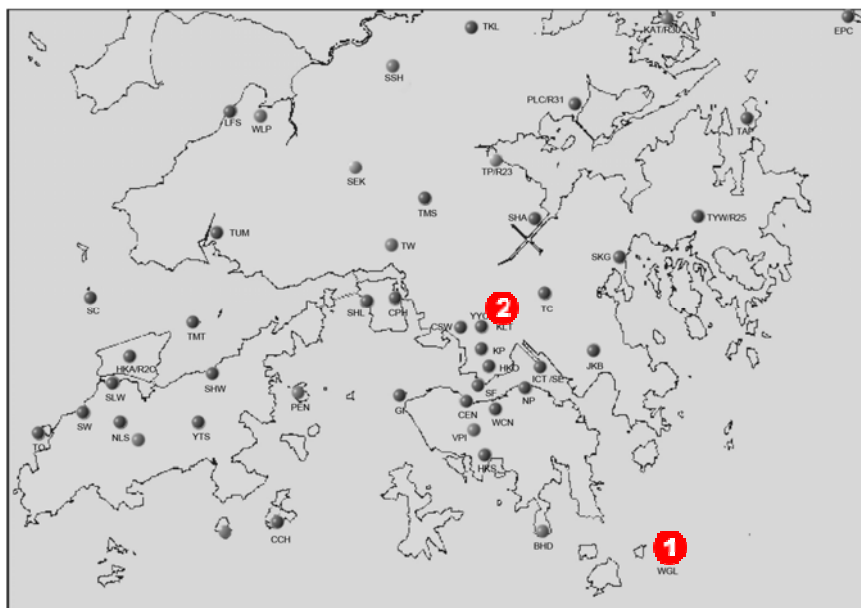 TKL
KAT/R30
EPC
SSH
PLC/R31
LFS
WLP
TAP
TP/R23
SEK
TMS
SHA
TYW/R25
TUM
TW
SKG
SC
SHL
CPH
TC
2
CSW
KLT
TMT
KP
JKB
HKA/R2O
HKO
ICT /SE
SHW
SLW
SF
NP
PEN
GI
CEN
WCN
SW
NLS
YTS
VPI
HKS
CCH
BHD
1
WGL